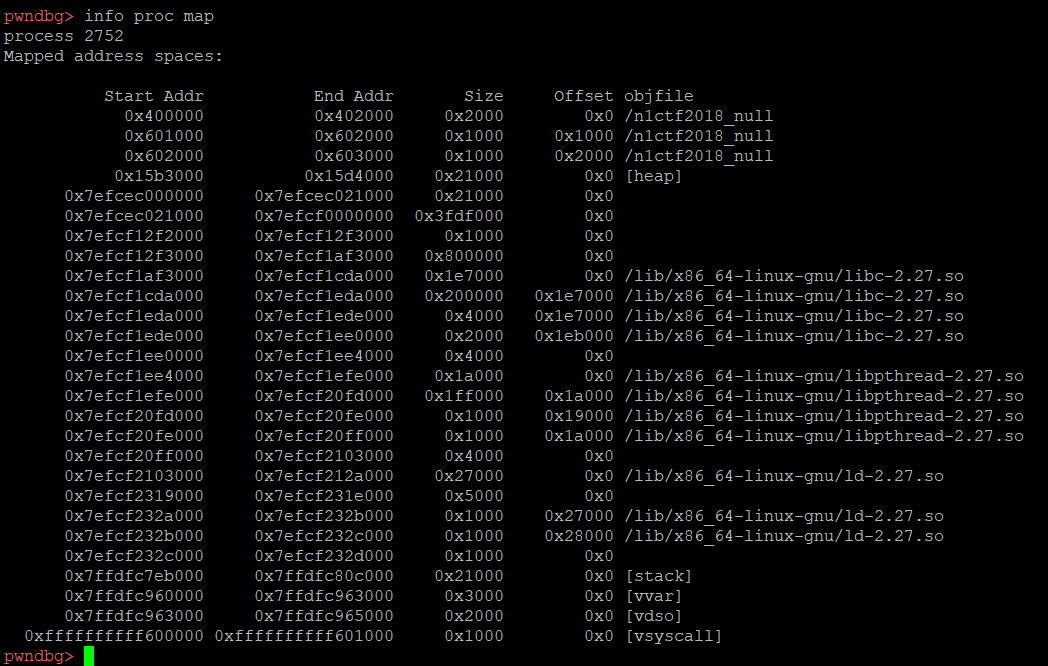 pwndbg> info proc map
process 2752
Mapped address spaces:
Start Addr End Addr Size Offset objfile
0x400000 0x402000 0x2000 0x0 /n1ctf2018_null
0x601000 0x602000 0x1000 0x1000 /n1ctf2018_null
0x602000 0x603000 0x1000 0x2000 /n1ctf2018_null
0x15b3000 0x15d4000 0x21000 0x0 [heap]
0x7efcec000000 0x7efcec021000 0x21000 0x0
0x7efcec021000 0x7efcf0000000 0x3fdf000 0x0
0x7efcf12f2000 0x7efcf12f3000 0x1000 0x0
0x7efcf12f3000 0x7efcf1af3000 0x800000 0x0
0x7efcf1af3000 0x7efcf1cda000 0x1e7000 0x0 /lib/x86_64-linux-gnu/libc-2.27.so
0x7efcf1cda000 0x7efcf1eda000 0x200000 0x1e7000 /lib/x86_64-linux-gnu/libc-2.27.so
0x7efcf1eda000 0x7efcf1ede000 0x4000 0x1e7000 /lib/x86_64-linux-gnu/libc-2.27.so
0x7efcf1ede000 0x7efcf1ee0000 0x2000 0x1eb000 /lib/x86_64-linux-gnu/libc-2.27.so
0x7efcf1ee0000 0x7efcf1ee4000 0x4000 0x0
0x7efcf1ee4000 0x7efcf1efe000 0x1a000 0x0 /lib/x86_64-linux-gnu/libpthread-2.27.so
0x7efcf1efe000 0x7efcf20fd000 0x1ff000 0x1a000 /lib/x86_64-linux-gnu/libpthread-2.27.so
0x7efcf20fd000 0x7efcf20fe000 0x1000 0x19000 /lib/x86_64-linux-gnu/libpthread-2.27.so
0x7efcf20fe000 0x7efcf20ff000 0x1000 0x1a000 /lib/x86_64-linux-gnu/libpthread-2.27.so
0x7efcf20ff000 0x7efcf2103000 0x4000 0x0
0x7efcf2103000 0x7efcf212a000 0x27000 0x0 /lib/x86_64-linux-gnu/ld-2.27.so
0x7efcf2319000 0x7efcf231e000 0x5000 0x0
0x7efcf232a000 0x7efcf232b000 0x1000 0x27000 /lib/x86_64-linux-gnu/ld-2.27.so
0x7efcf232b000 0x7efcf232c000 0x1000 0x28000 /lib/x86_64-linux-gnu/ld-2.27.so
0x7efcf232c000 0x7efcf232d000 0x1000 0x0
0x7ffdfc7eb000 0x7ffdfc80c000 0x21000 0x0 [stack]
0x7ffdfc960000 0x7ffdfc963000 0x3000 0x0 [vvar]
0x7ffdfc963000 0x7ffdfc965000 0x2000 0x0 [vdso]
0xffffffffff600000 0xffffffffff601000 0x1000 0x0 [vsyscall]
pwndbg>